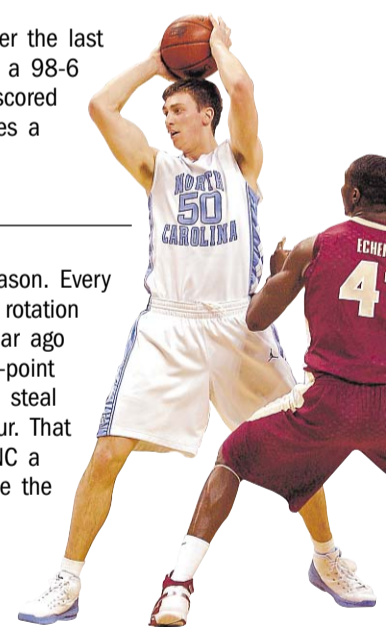 er the last
a 98-6
scored
es a
ason. Every
rotation
ar ago
-point
steal
ur. That
NC a
e the
NORTH
50
CAROLINA
ECHE
4